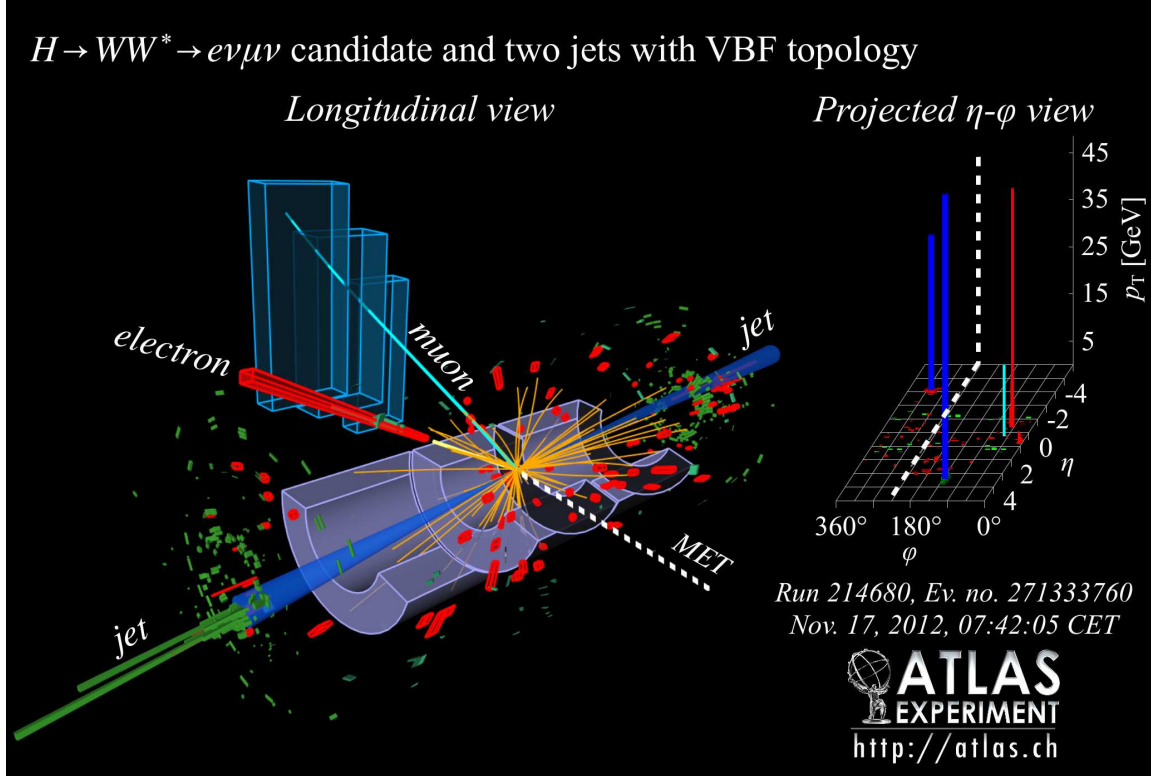 H→WW*→eνμν candidate and two jets with VBF topology
Longitudinal view
electron
muon
jet
jet
MET
Projected η-φ view
45
35
25
15
5
p_T [GeV]
-4
-2
0
2
4
η
360° 180° 0°
φ
Run 214680, Ev. no. 271333760
Nov. 17, 2012, 07:42:05 CET
ATLAS
EXPERIMENT
http://atlas.ch